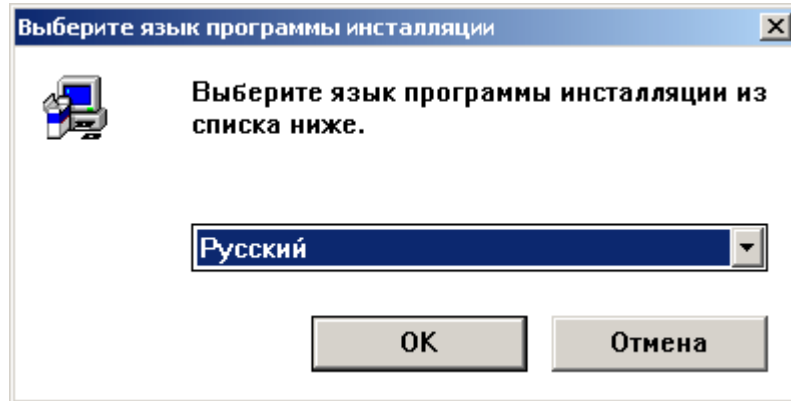 Выберите язык программы инсталляции
Выберите язык программы инсталляции из
списка ниже.
Русский
OK
Отмена